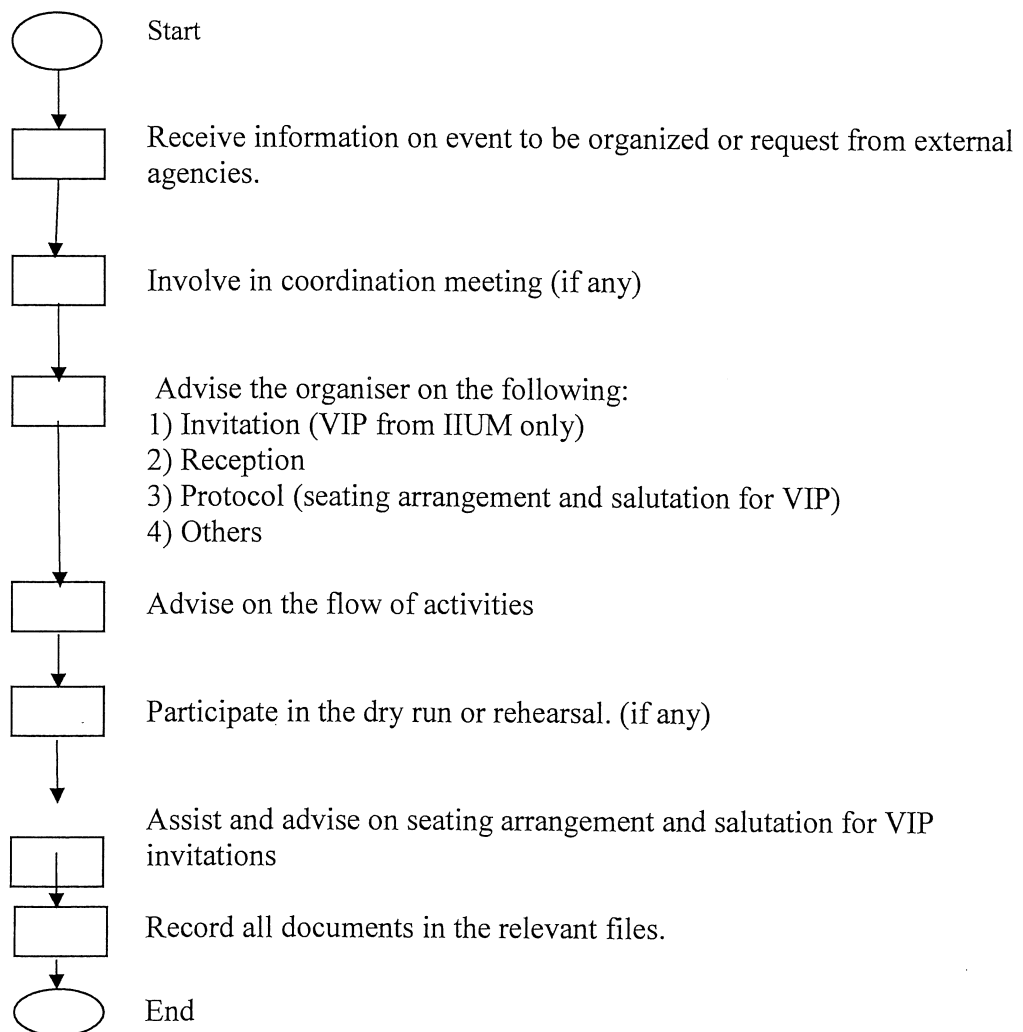 Start
Receive information on event to be organized or request from external
agencies.
Involve in coordination meeting (if any)
Advise the organiser on the following:
1) Invitation (VIP from IIUM only)
2) Reception
3) Protocol (seating arrangement and salutation for VIP)
4) Others
Advise on the flow of activities
Participate in the dry run or rehearsal. (if any)
Assist and advise on seating arrangement and salutation for VIP
invitations
Record all documents in the relevant files.
End